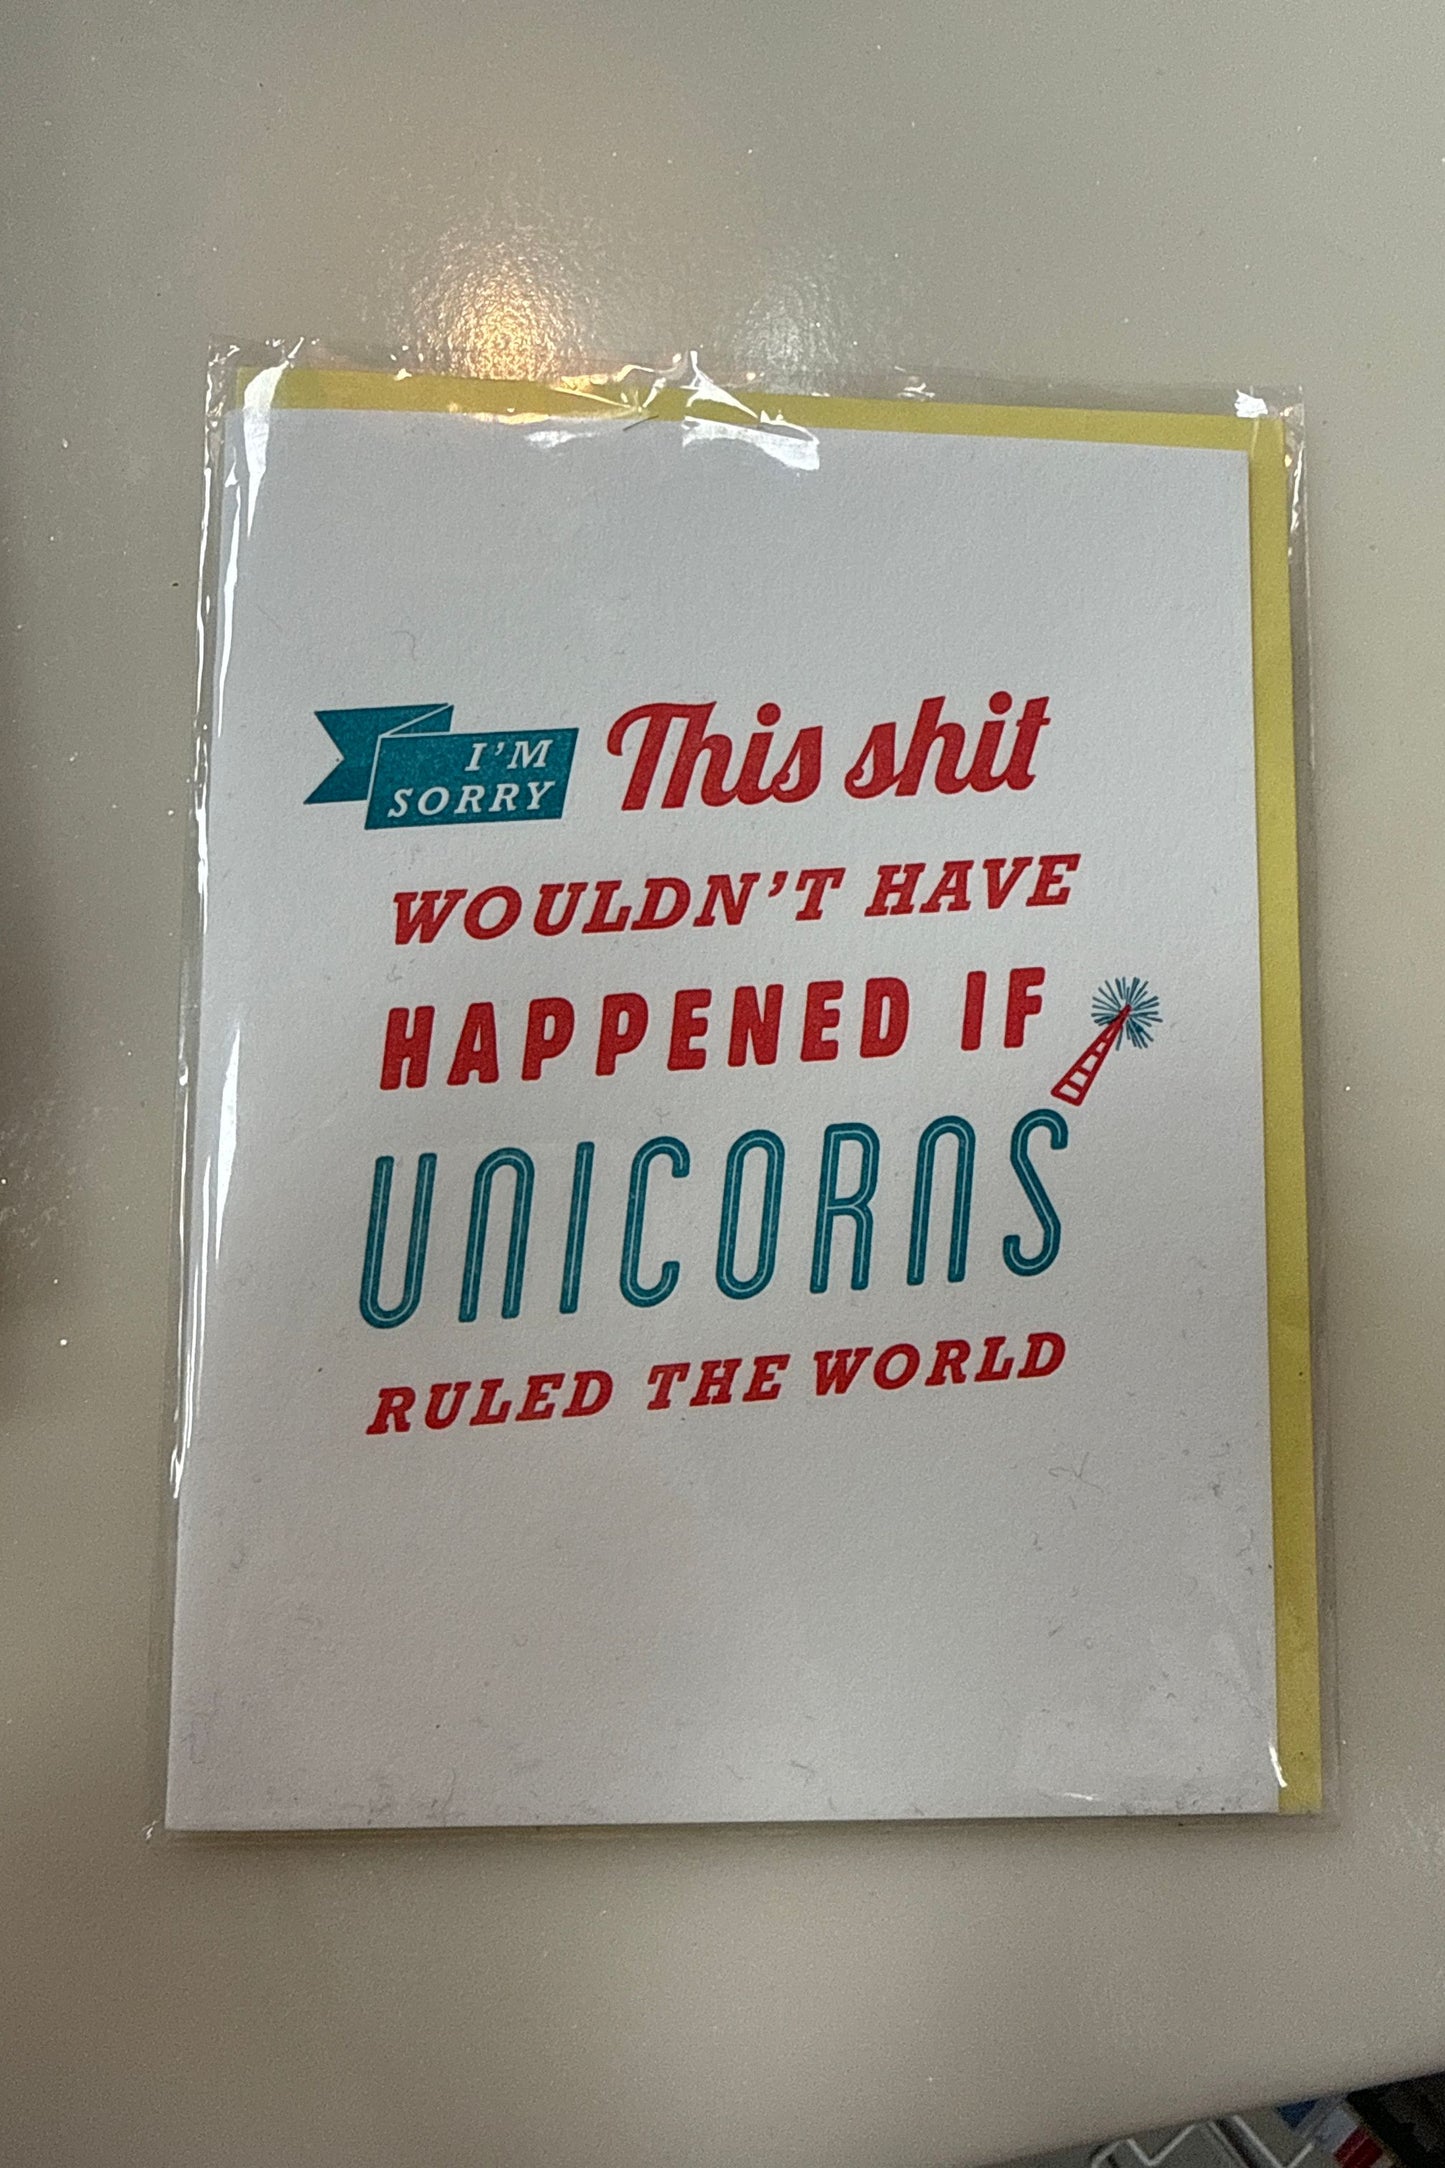 I'M
SORRY
This shit
WOULDN'T HAVE
HAPPENED IF
UNICORNS
RULED THE WORLD